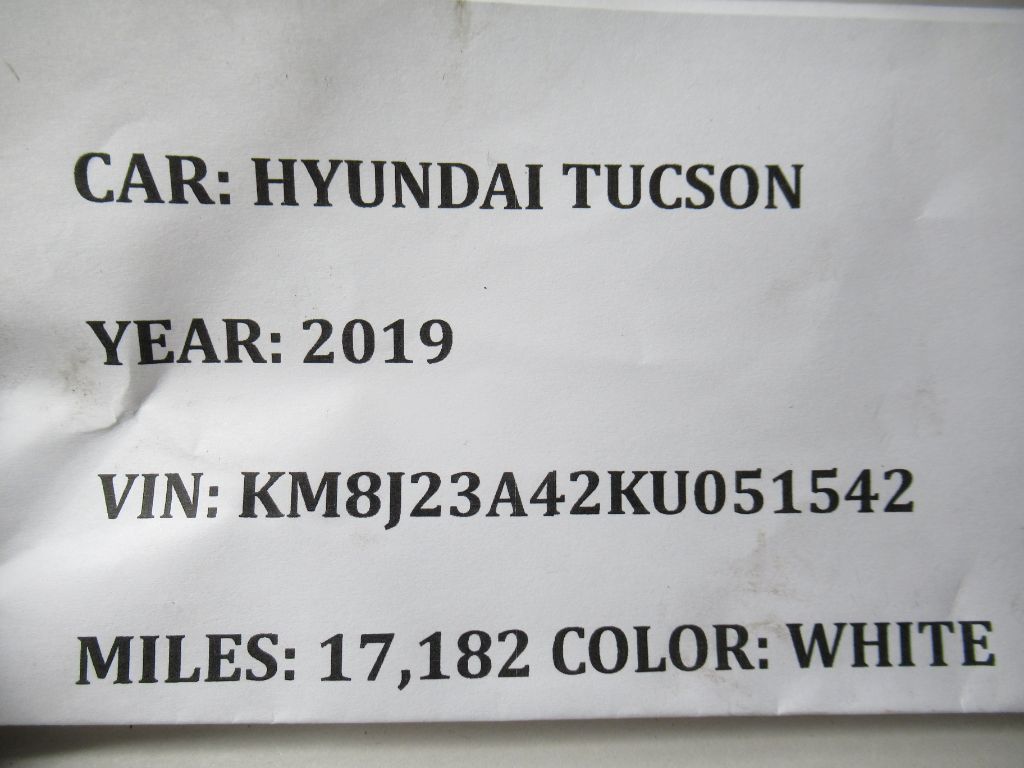 CAR: HYUNDAI TUCSON
YEAR: 2019
VIN: KM8J23A42KU051542
MILES: 17,182 COLOR: WHITE